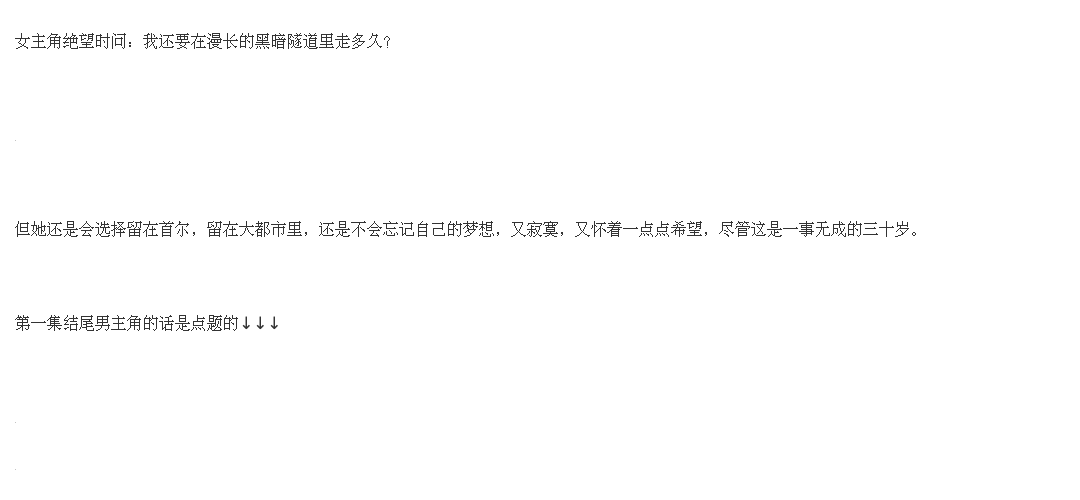 女主角绝望时问：我还要在漫长的黑暗隧道里走多久？
但她还是会选择留在首尔，留在大都市里，还是不会忘记自己的梦想，又寂寞，又怀着一点点希望，尽管这是一事无成的三十岁。
第一集结尾男主角的话是点题的↓↓↓